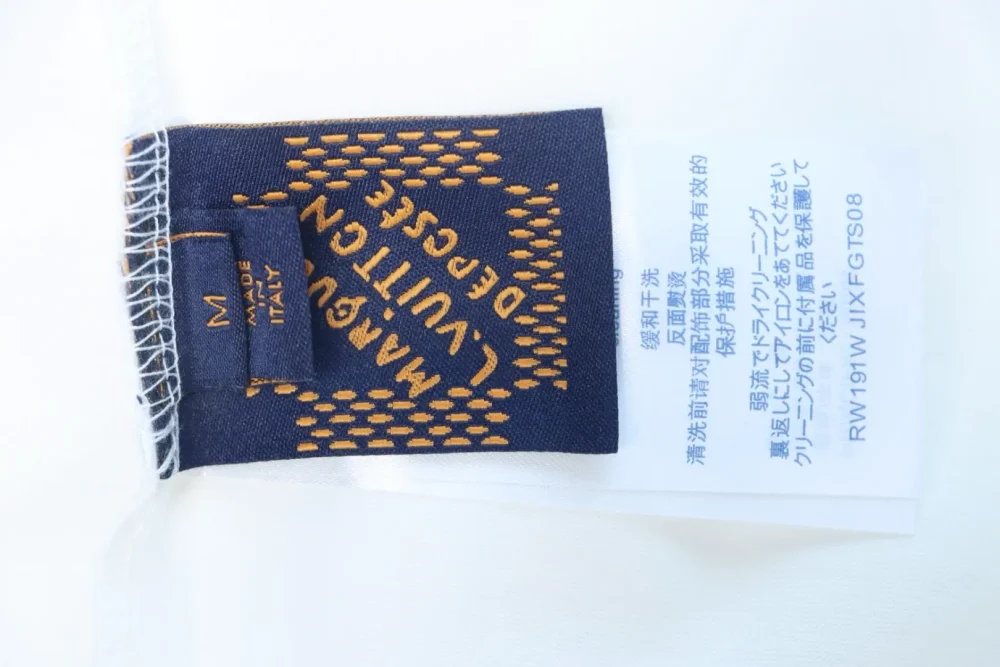 M
MADE
IN
ITALY
MARQU
L.VUITTON
DEPOSÉE
缓和干洗
反面熨烫
清洗前请对配饰部分采取有效的
保护措施
弱流でドライクリーニング
裏返しにしてアイロンをあててください
クリーニングの前に付属品を保護して
ください
RW191W JIXFGTS08